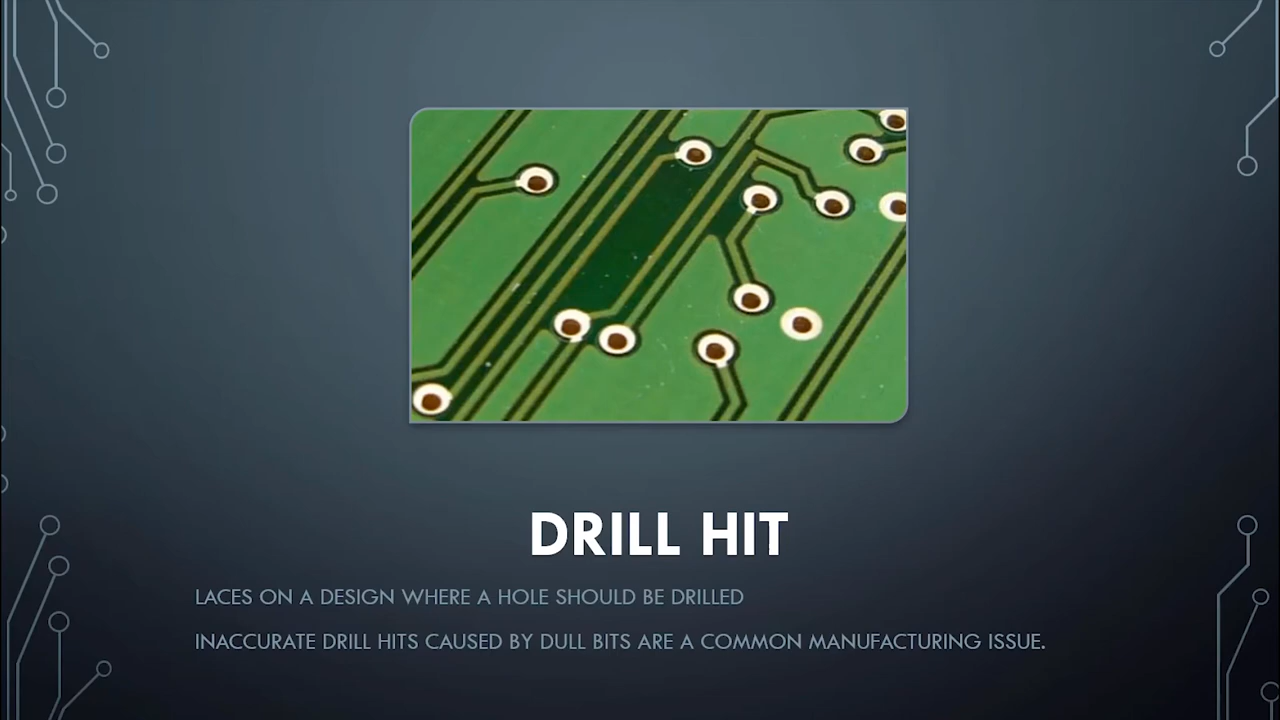 DRILL HIT
LACES ON A DESIGN WHERE A HOLE SHOULD BE DRILLED
INACCURATE DRILL HITS CAUSED BY DULL BITS ARE A COMMON MANUFACTURING ISSUE.